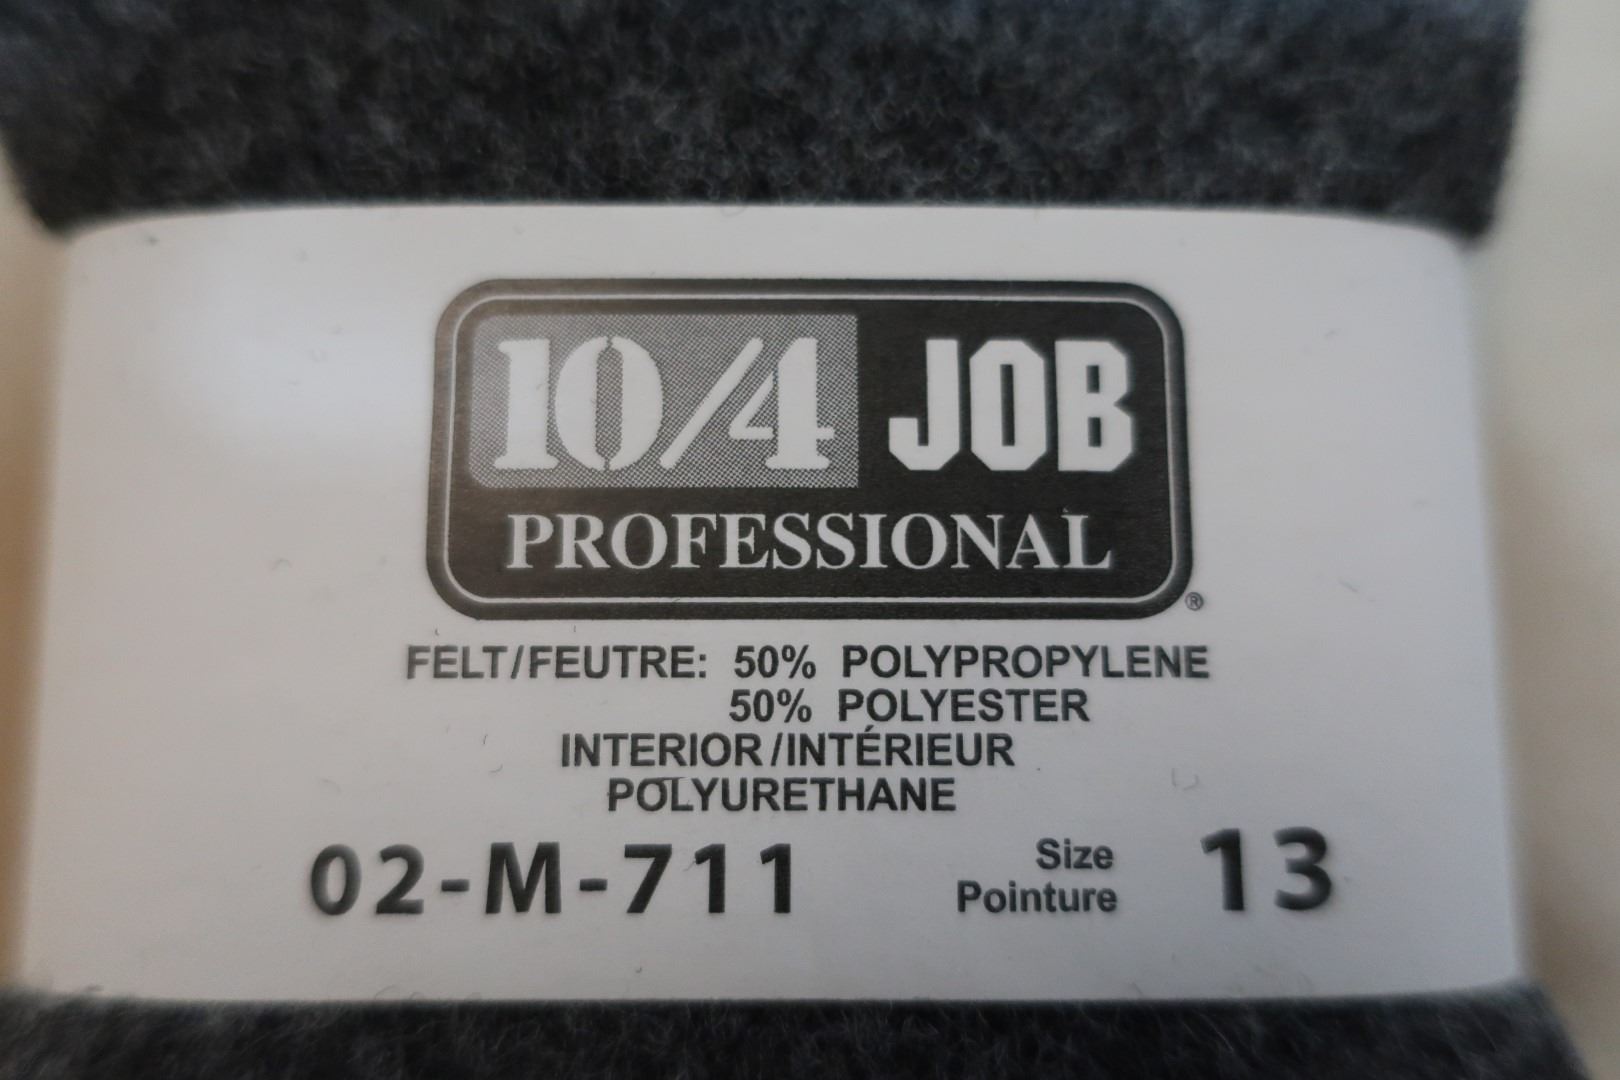 10/4 JOB
PROFESSIONAL
®
FELT/FEUTRE: 50% POLYPROPYLENE
50% POLYESTER
INTERIOR/INTÉRIEUR
POLYURETHANE
02-M-711 Size Pointure 13